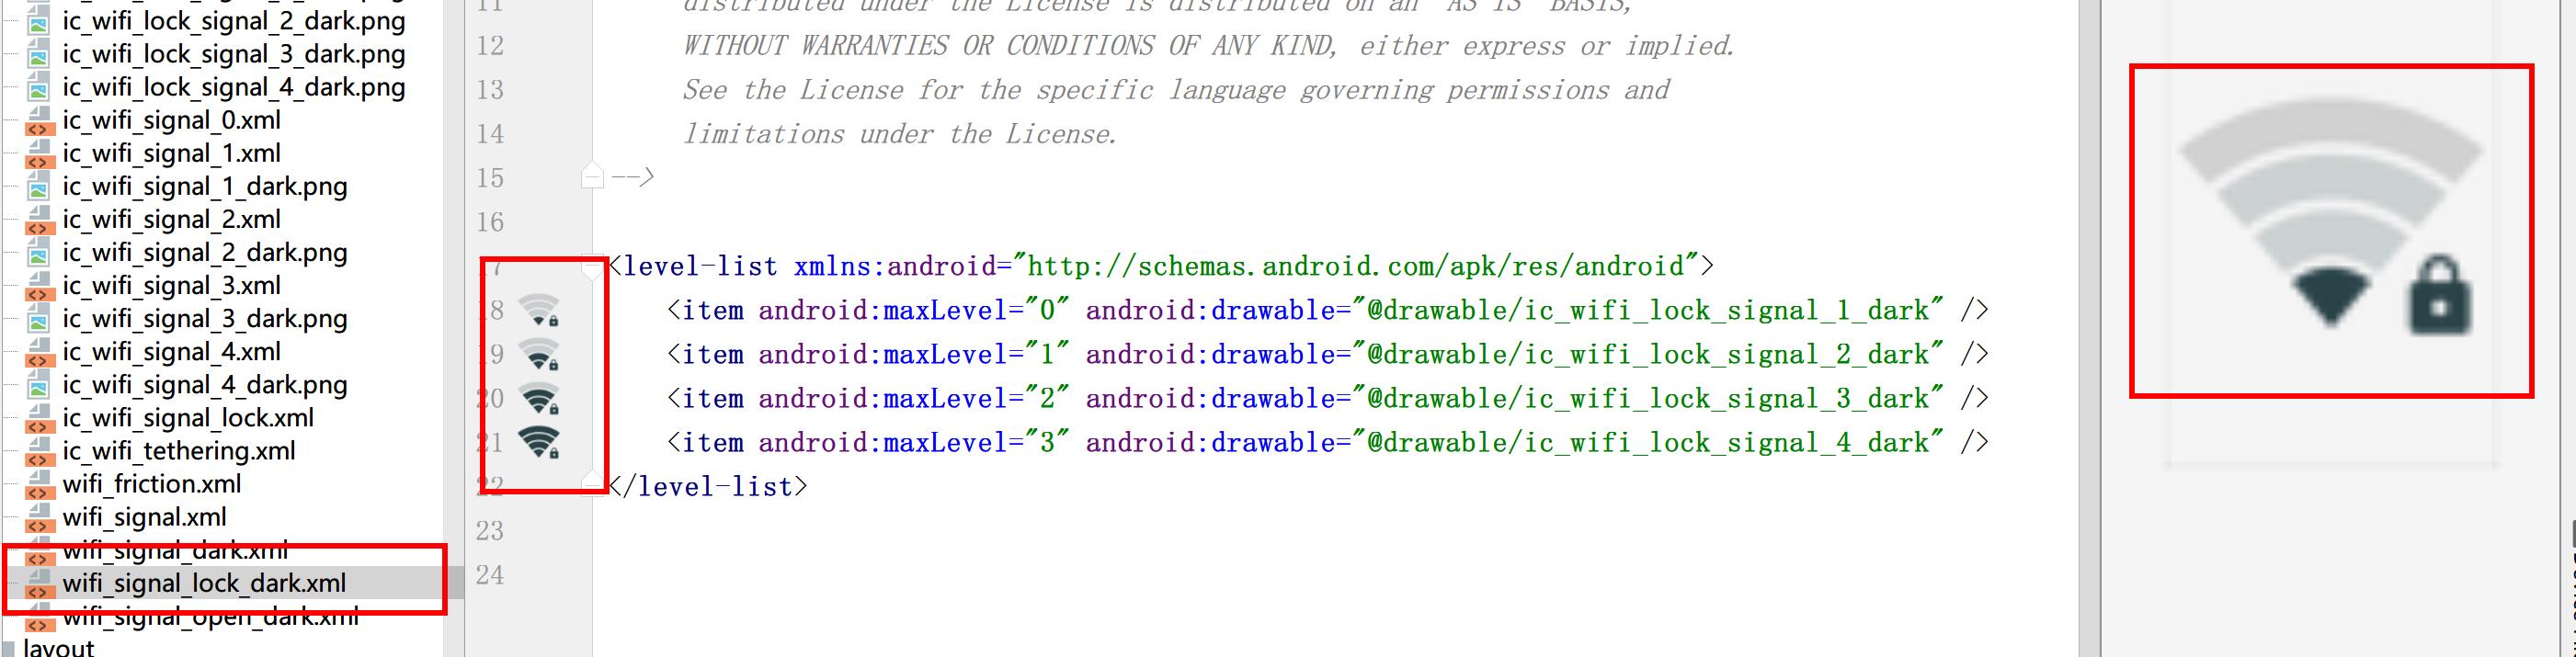 ic_wifi_lock_signal_2_dark.png
ic_wifi_lock_signal_3_dark.png
ic_wifi_lock_signal_4_dark.png
ic_wifi_signal_0.xml
ic_wifi_signal_1.xml
ic_wifi_signal_1_dark.png
ic_wifi_signal_2.xml
ic_wifi_signal_2_dark.png
ic_wifi_signal_3.xml
ic_wifi_signal_3_dark.png
ic_wifi_signal_4.xml
ic_wifi_signal_4_dark.png
ic_wifi_signal_lock.xml
ic_wifi_tethering.xml
wifi_friction.xml
wifi_signal.xml
wifi_signal_dark.xml
wifi_signal_lock_dark.xml
wifi_signal_open_dark.xml
layout
11 distributed under the License is distributed on an "AS IS" BASIS,
12 WITHOUT WARRANTIES OR CONDITIONS OF ANY KIND, either express or implied.
13 See the License for the specific language governing permissions and
14 limitations under the License.
15 -->
16
17 <level-list xmlns:android="http://schemas.android.com/apk/res/android">
18 <item android:maxLevel="0" android:drawable="@drawable/ic_wifi_lock_signal_1_dark" />
19 <item android:maxLevel="1" android:drawable="@drawable/ic_wifi_lock_signal_2_dark" />
20 <item android:maxLevel="2" android:drawable="@drawable/ic_wifi_lock_signal_3_dark" />
21 <item android:maxLevel="3" android:drawable="@drawable/ic_wifi_lock_signal_4_dark" />
22 </level-list>
23
24